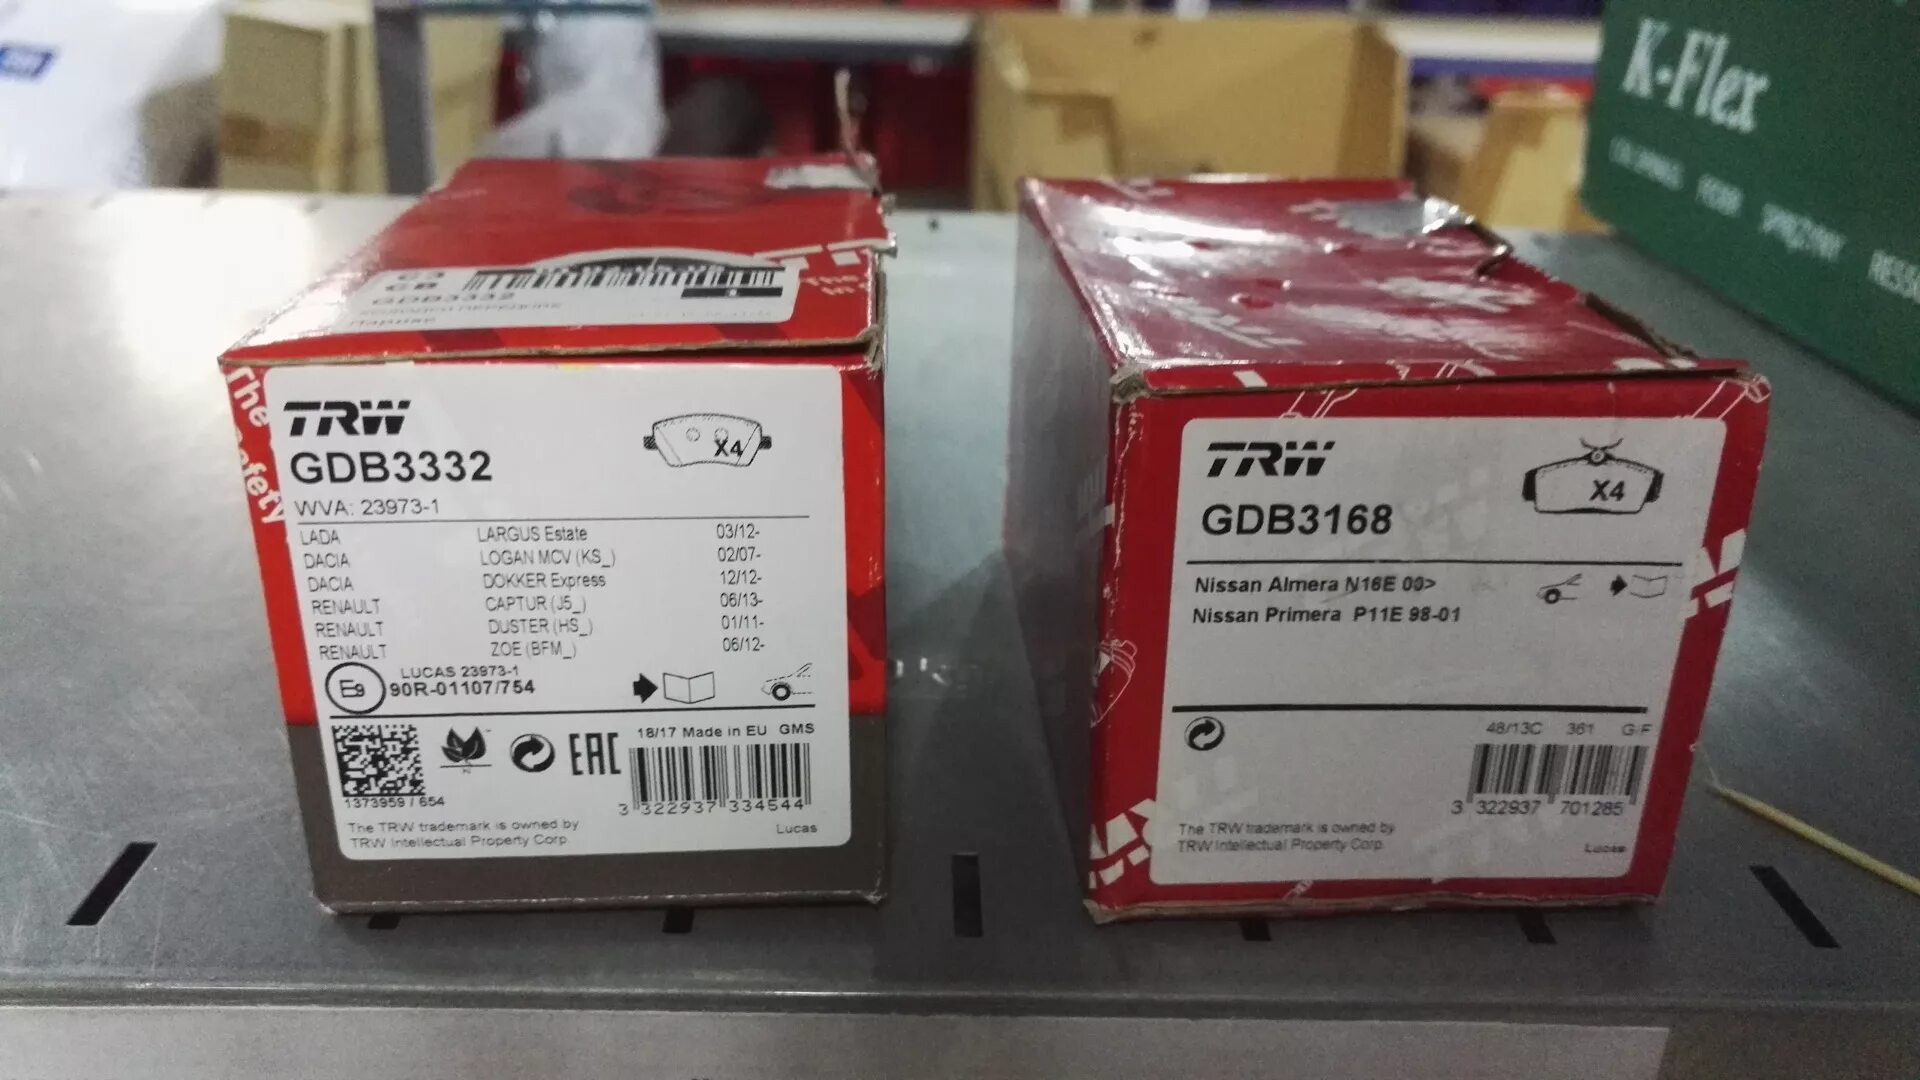 K-Flex
GDB3332
The
TRW
GDB3332
X4
WVA: 23973-1
LADA LARGUS Estate 03/12-
DACIA LOGAN MCV (KS_) 02/07-
DACIA DOKKER Express 12/12-
RENAULT CAPTUR (J5_) 06/13-
RENAULT DUSTER (HS_) 01/11-
RENAULT ZOE (BFM_) 06/12-
LUCAS 23973-1
E9 90R-01107/754
18/17 Made in EU GMS
EAC
1373959 / 654
3 322937 334544
The TRW trademark is owned by
TRW Intellectual Property Corp.
Lucas
TRW
GDB3168
X4
Nissan Almera N16E 00>
Nissan Primera P11E 98-01
48/13C 361 G/F
3 322937 701285
The TRW trademark is owned by
TRW Intellectual Property Corp.
Lucas